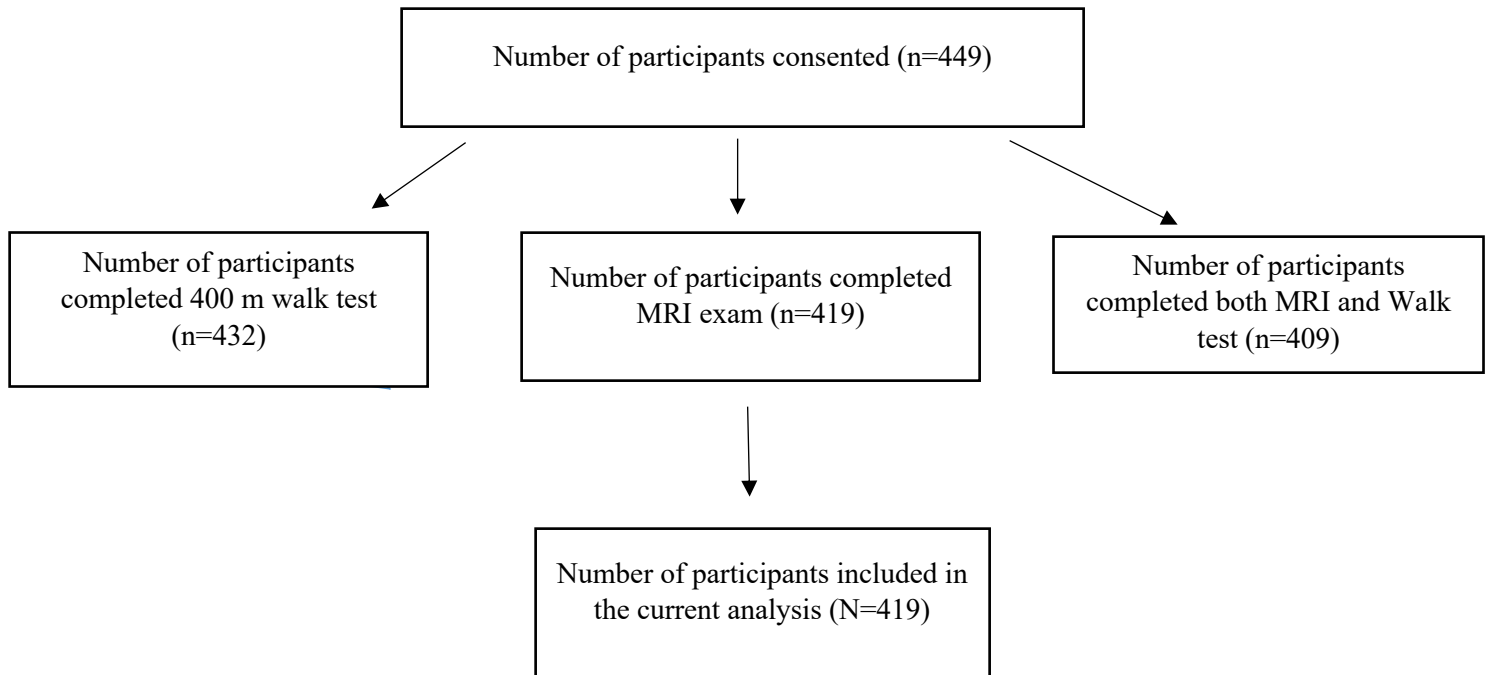 Number of participants consented (n=449)
Number of participants
completed 400 m walk test
(n=432)
Number of participants completed
MRI exam (n=419)
Number of participants
completed both MRI and Walk
test (n=409)
Number of participants included in
the current analysis (N=419)